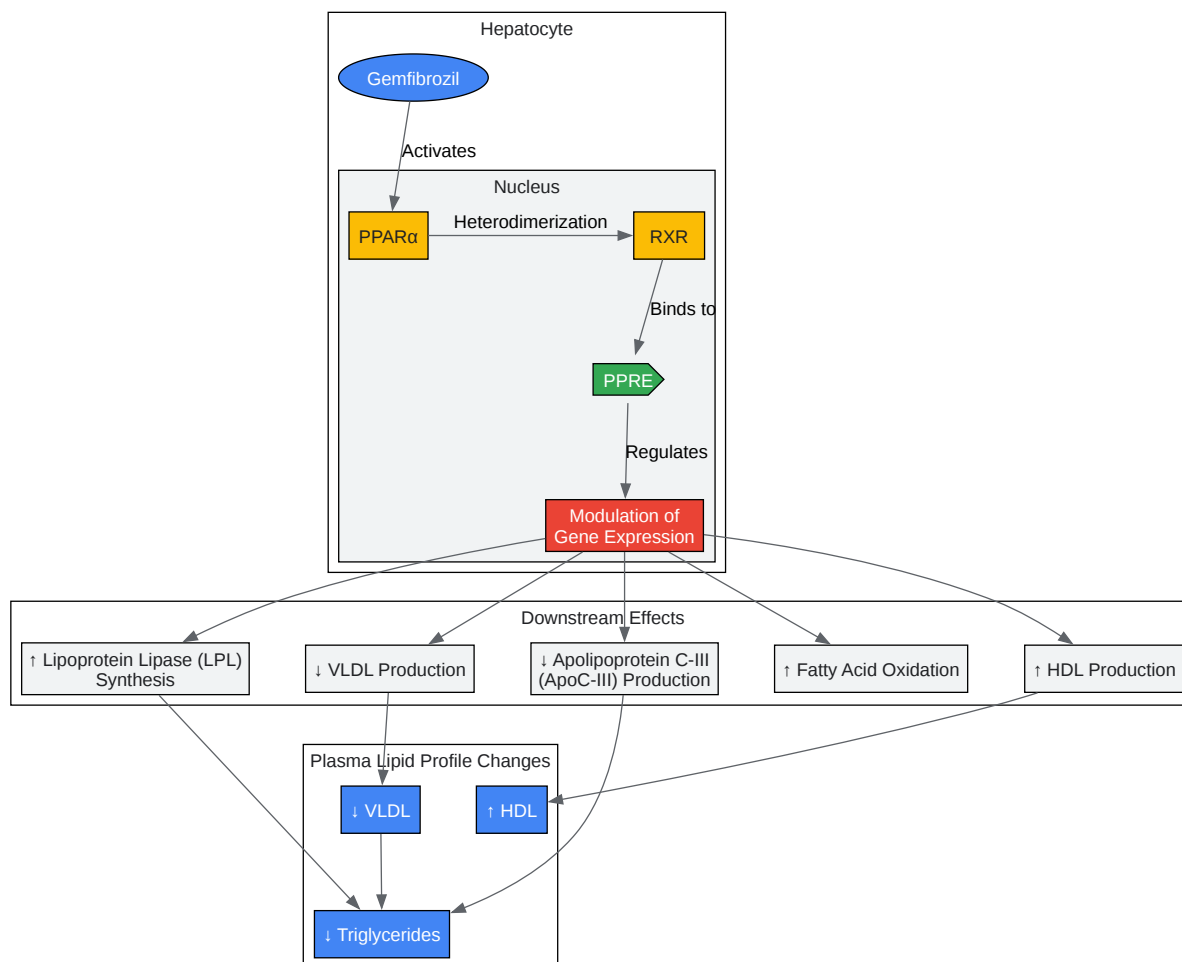 Hepatocyte
Gemfibrozil
Activates
Nucleus
PPARα
Heterodimerization
RXR
Binds to
PPRE
Regulates
Modulation of
Gene Expression
Downstream Effects
↑ Lipoprotein Lipase (LPL)
Synthesis
↓ VLDL Production
↓ Apolipoprotein C-III
(ApoC-III) Production
↑ Fatty Acid Oxidation
↑ HDL Production
Plasma Lipid Profile Changes
↓ VLDL
↑ HDL
↓ Triglycerides